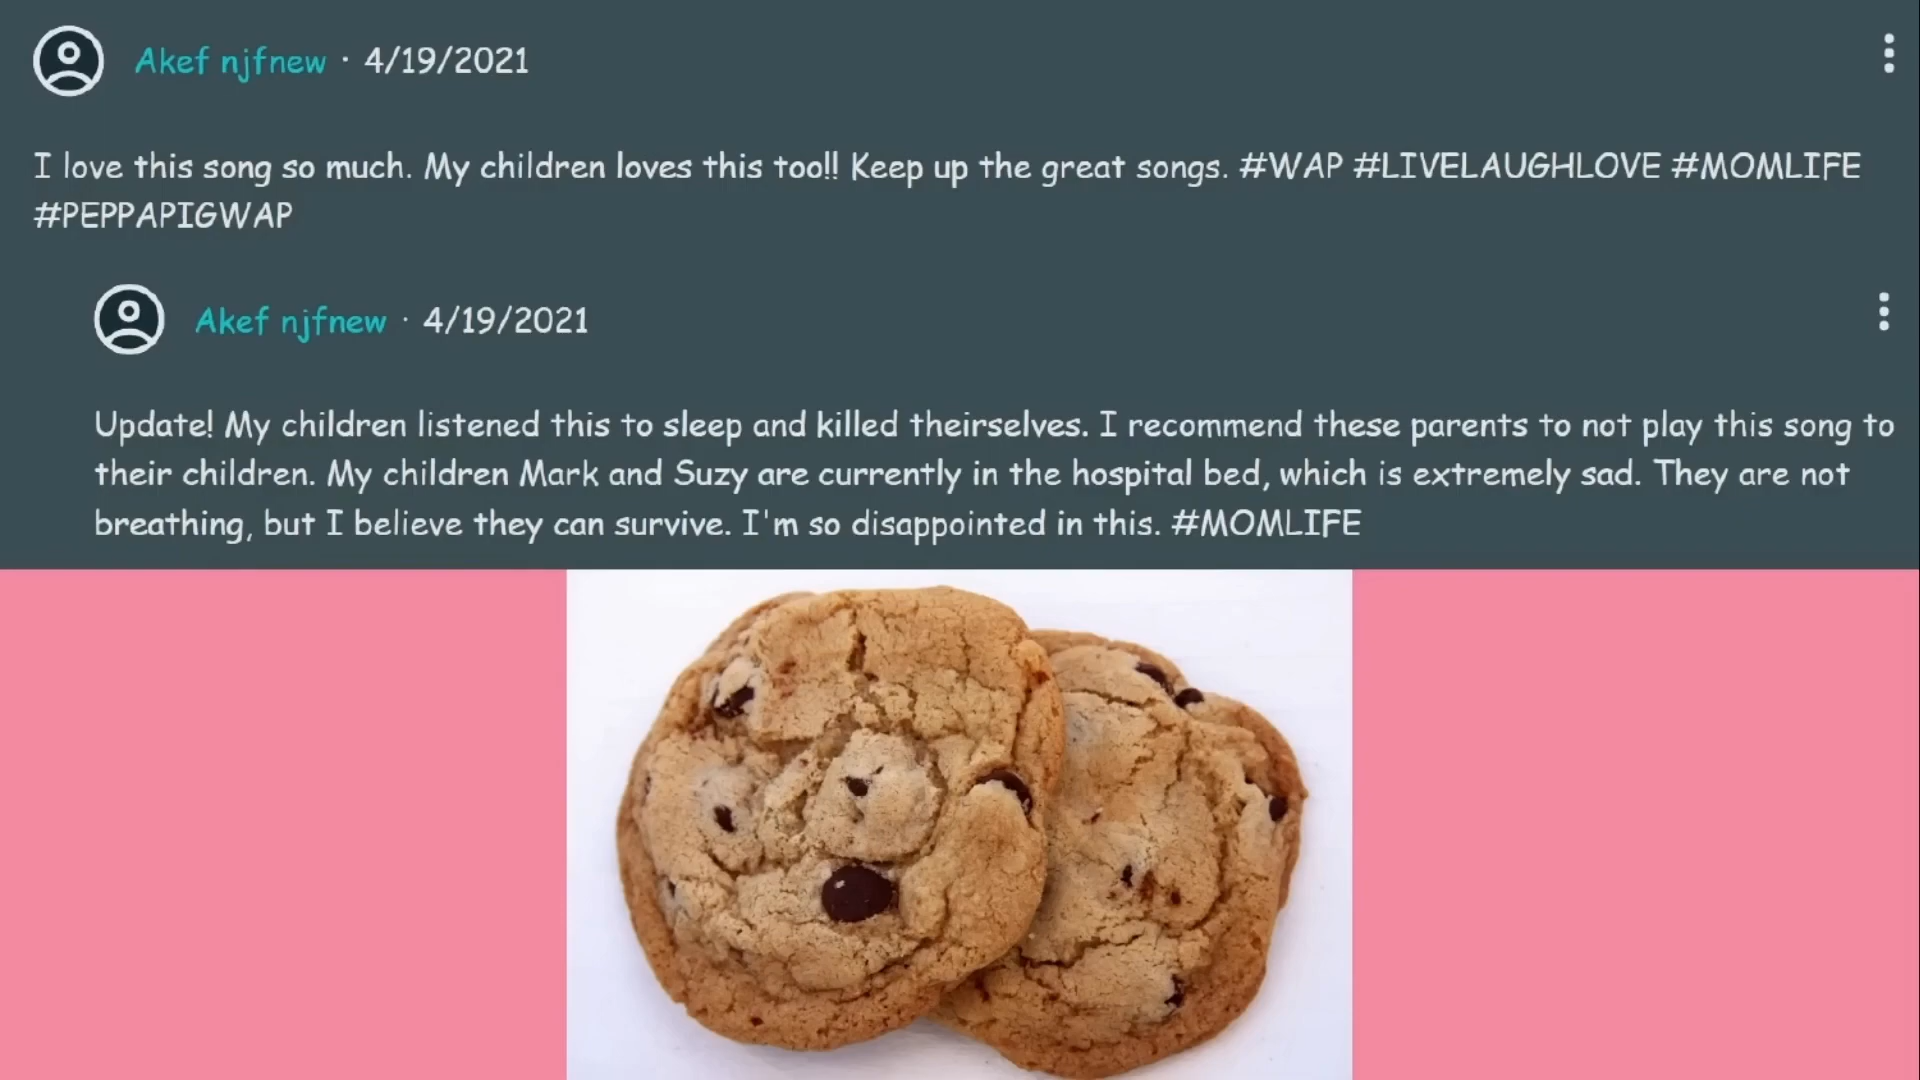 Akef njfnew · 4/19/2021
I love this song so much. My children loves this too!! Keep up the great songs. #WAP #LIVELAUGHLOVE #MOMLIFE
#PEPPAPIGWAP
Akef njfnew · 4/19/2021
Update! My children listened this to sleep and killed theirselves. I recommend these parents to not play this song to
their children. My children Mark and Suzy are currently in the hospital bed, which is extremely sad. They are not
breathing, but I believe they can survive. I'm so disappointed in this. #MOMLIFE